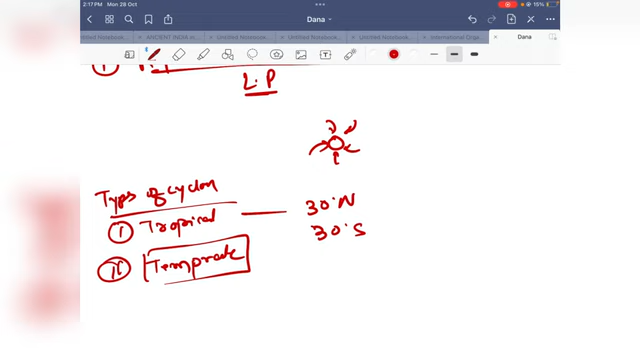 2:17 PM Mon 28 Oct
15%
Dana
ANCIENT INDIA in
Untitled Notebook
Untitled Notebook
Untitled Notebook
International Orga
Dana
L.P
Types of cyclon
I Tropical — 30°N
30°S
II Temprate